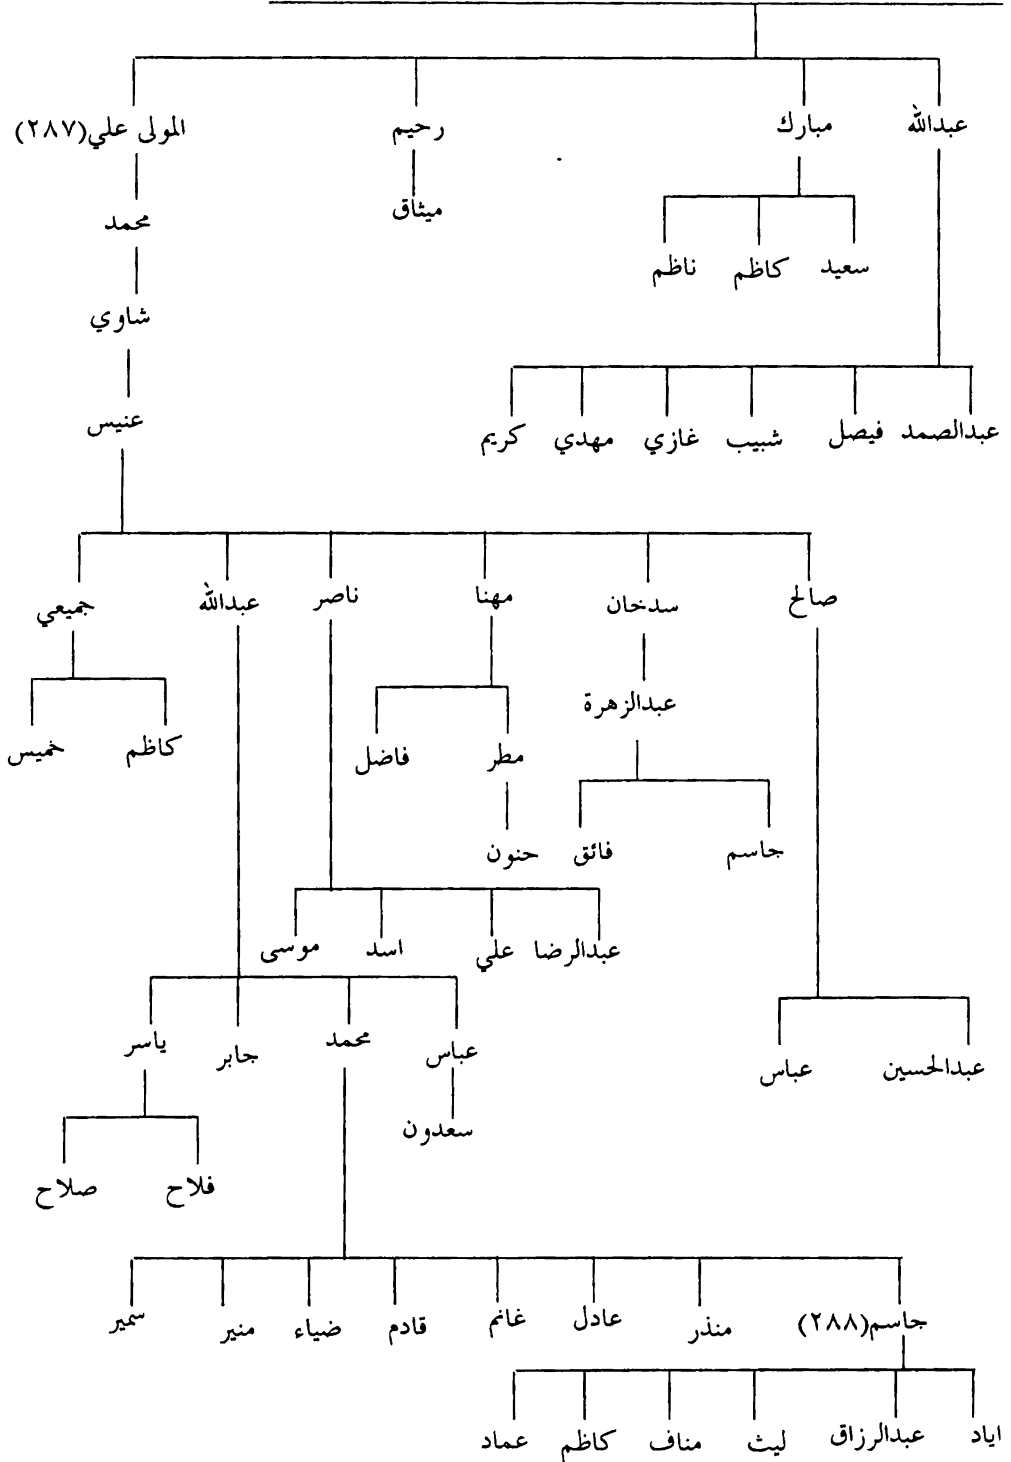 عبدالله مبارك رحيم المولى علي(٢٨٧)
ميثاق
محمد
سعيد كاظم ناظم
شاوي
عنيس
عبدالصمد فيصل شبيب غازي مهدي كريم
صالح سدخان مهنا ناصر عبدالله جميعي
عبدالزهرة
مطر فاضل كاظم خميس
جاسم فائق حنون
عبدالرضا علي اسد موسى
عبدالحسين عباس عباس محمد جابر ياسر
سعدون
فلاح صلاح
جاسم(٢٨٨) منذر عادل غانم قادم ضياء منير سمير
اياد عبدالرزاق ليث مناف كاظم عماد